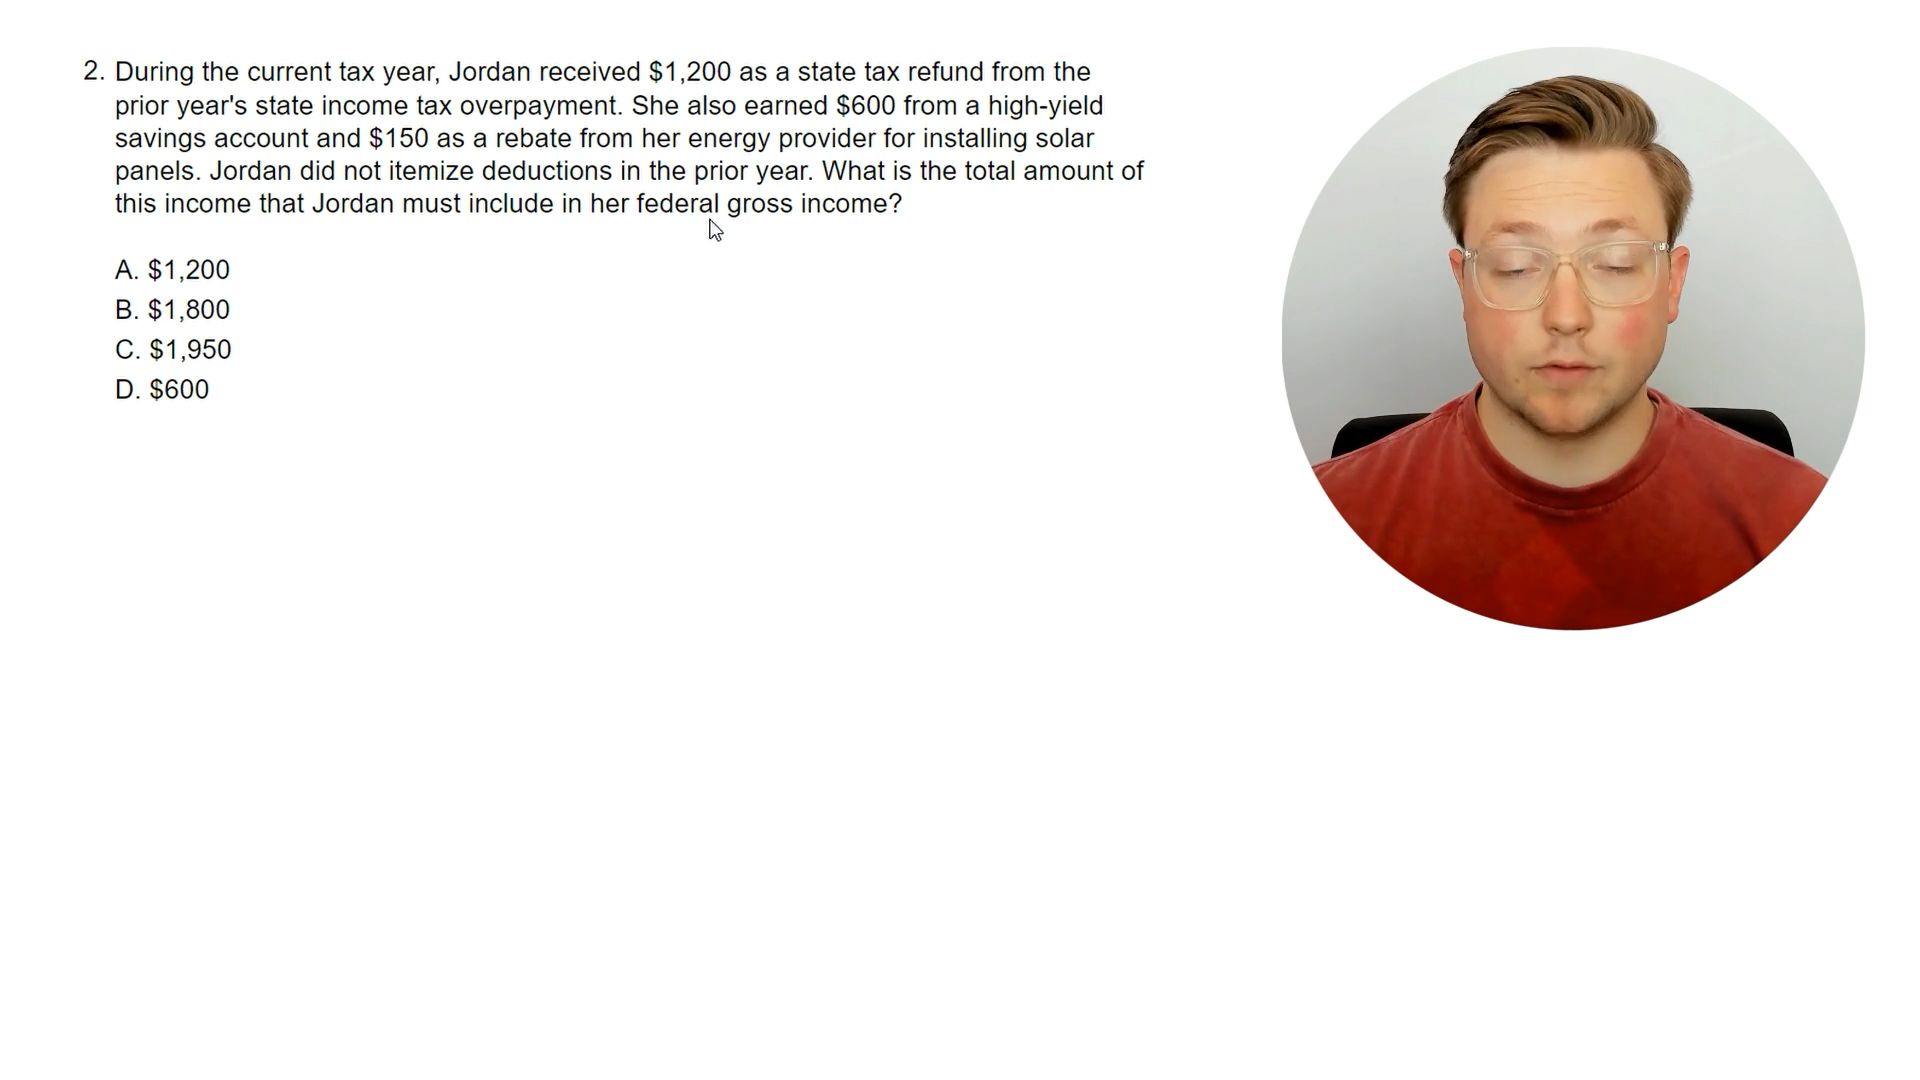 2. During the current tax year, Jordan received $1,200 as a state tax refund from the
prior year's state income tax overpayment. She also earned $600 from a high-yield
savings account and $150 as a rebate from her energy provider for installing solar
panels. Jordan did not itemize deductions in the prior year. What is the total amount of
this income that Jordan must include in her federal gross income?
A. $1,200
B. $1,800
C. $1,950
D. $600